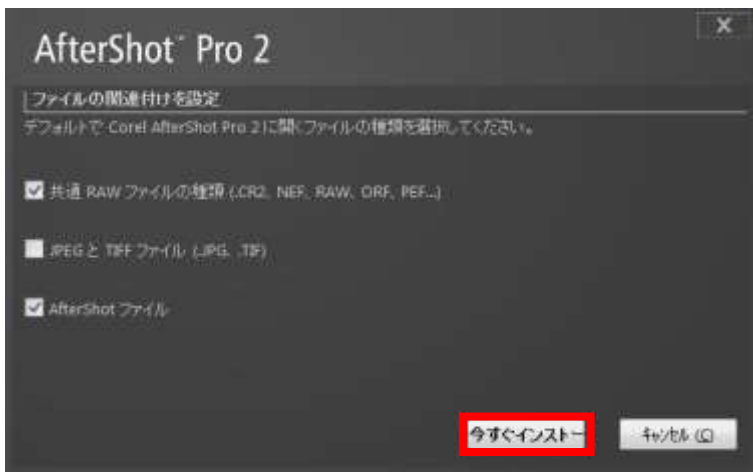 X
AfterShot™ Pro 2
ファイルの関連付けを設定
デフォルトで Corel AfterShot Pro 2に開くファイルの種類を選択してください。
共通 RAW ファイルの種類 (.CR2、NEF、RAW、ORF、PEF...)
JPEG と TIFF ファイル (.JPG、.TIF)
AfterShot ファイル
今すぐインストー
キャンセル (C)